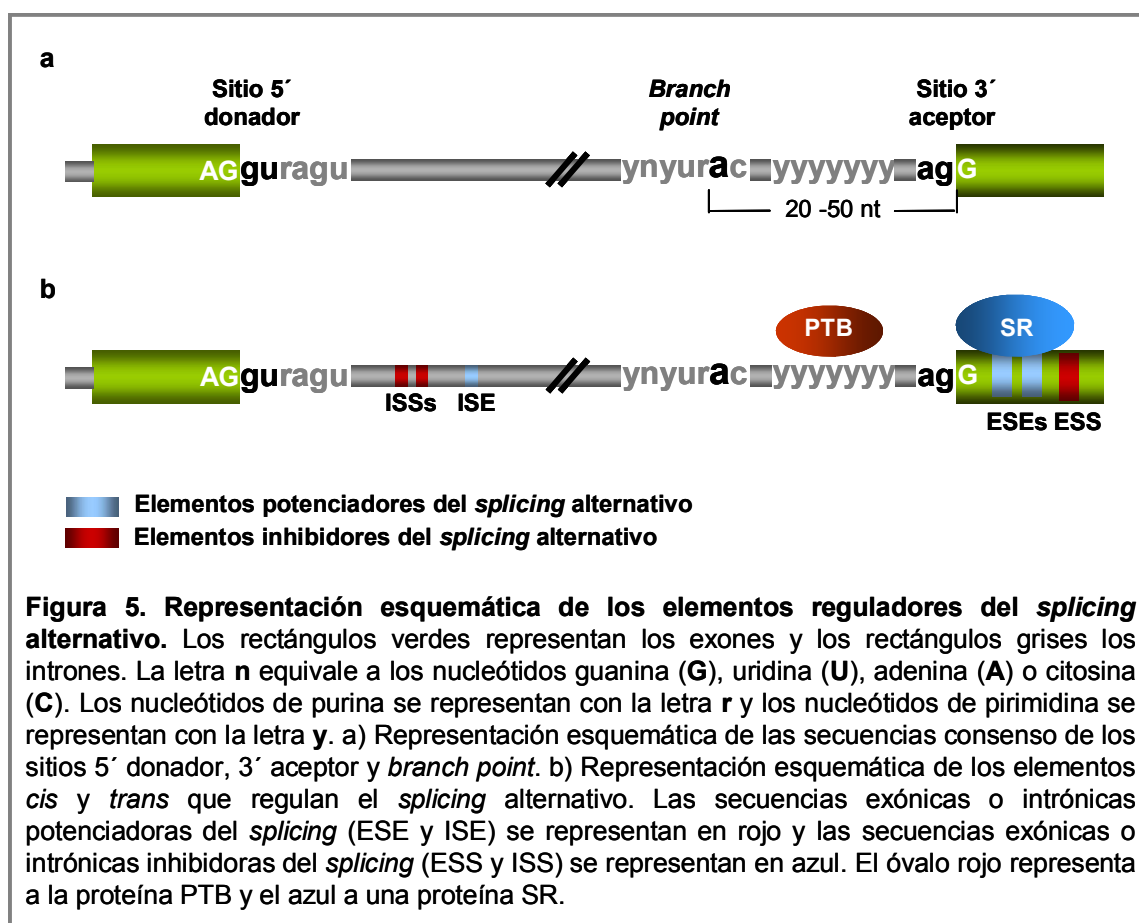 a
Sitio 5´ Branch Sitio 3´
donador point aceptor
AGguragu ynyurac yyyyyyy agG
20 -50 nt
b
PTB SR
AGguragu ynyurac yyyyyyy agG
ISSs ISE ESEs ESS
Elementos potenciadores del splicing alternativo
Elementos inhibidores del splicing alternativo
Figura 5. Representación esquemática de los elementos reguladores del splicing
alternativo. Los rectángulos verdes representan los exones y los rectángulos grises los
intrones. La letra n equivale a los nucleótidos guanina (G), uridina (U), adenina (A) o citosina
(C). Los nucleótidos de purina se representan con la letra r y los nucleótidos de pirimidina se
representan con la letra y. a) Representación esquemática de las secuencias consenso de los
sitios 5´ donador, 3´ aceptor y branch point. b) Representación esquemática de los elementos
cis y trans que regulan el splicing alternativo. Las secuencias exónicas o intrónicas
potenciadoras del splicing (ESE y ISE) se representan en rojo y las secuencias exónicas o
intrónicas inhibidoras del splicing (ESS y ISS) se representan en azul. El óvalo rojo representa
a la proteína PTB y el azul a una proteína SR.